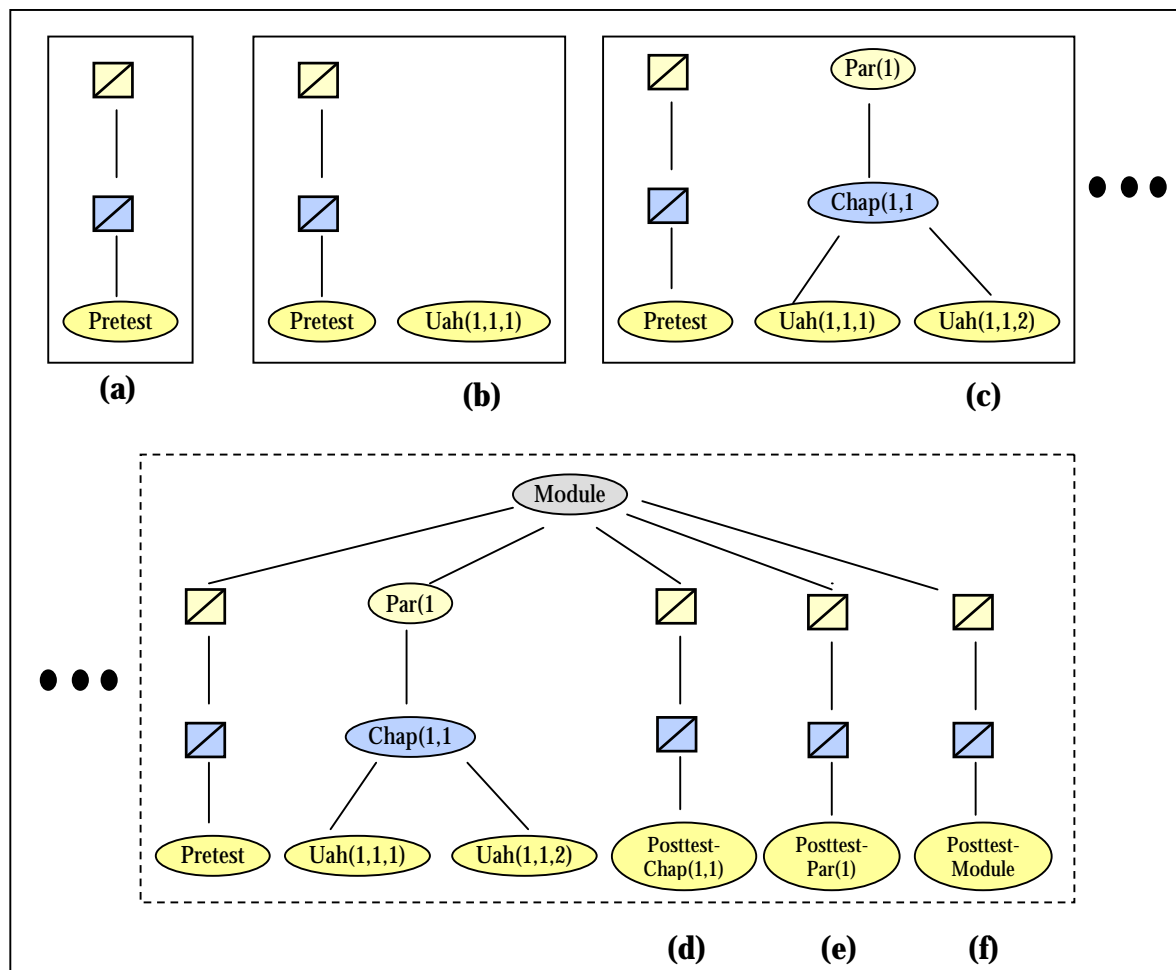 Par(1)
Chap(1,1
Pretest
Pretest
Uah(1,1,1)
Pretest
Uah(1,1,1)
Uah(1,1,2)
(a)
(b)
(c)
Module
Par(1
Chap(1,1
Pretest
Uah(1,1,1)
Uah(1,1,2)
Posttest-
Chap(1,1)
Posttest-
Par(1)
Posttest-
Module
(d)
(e)
(f)